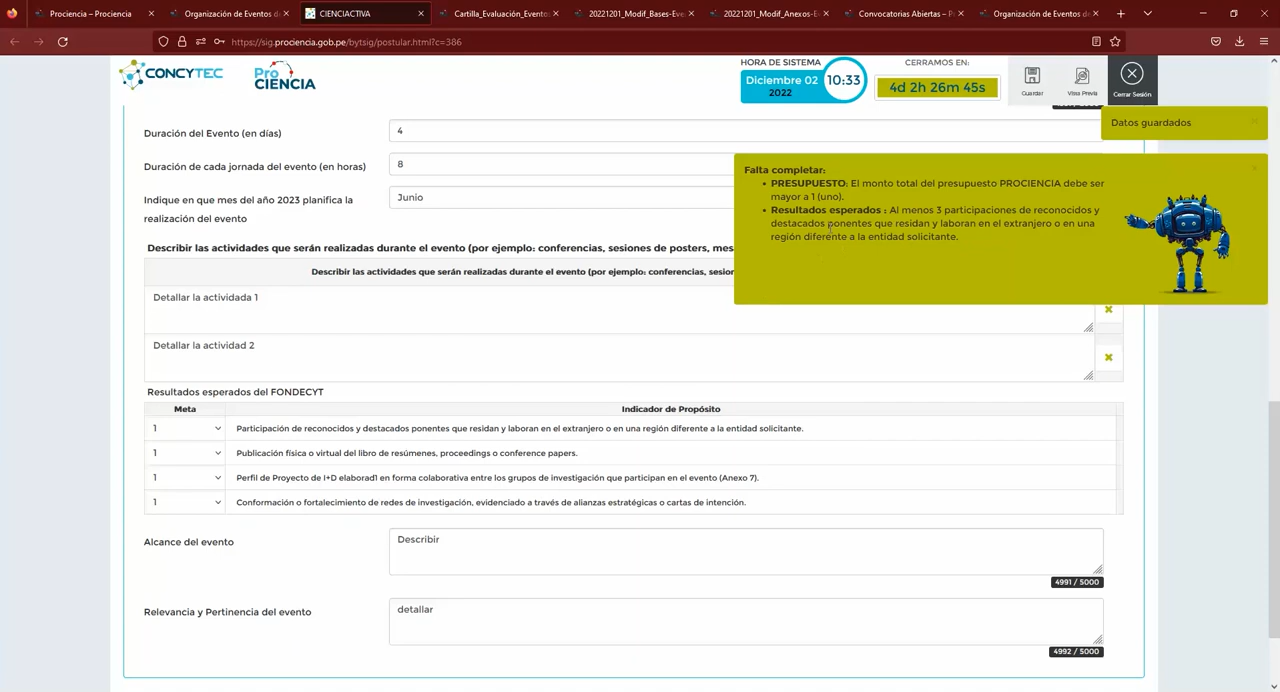 Prociencia – Prociencia
Organización de Eventos de
CIENCIACTIVA
Cartilla_Evaluación_Eventos
20221201_Modif_Bases-Eve
20221201_Modif_Anexos-E
Convocatorias Abiertas – P
Organización de Eventos de
https://sig.prociencia.gob.pe/bytsig/postular.html?c=386
CONCYTEC
Pro
CIENCIA
HORA DE SISTEMA
Diciembre 02
2022
10:33
CERRAMOS EN:
4d 2h 26m 45s
Guardar
Vista Previa
Cerrar Sesión
Datos guardados
Duración del Evento (en días)
4
Duración de cada jornada del evento (en horas)
8
Indique en que mes del año 2023 planifica la
realización del evento
Junio
Falta completar:
PRESUPUESTO: El monto total del presupuesto PROCIENCIA debe ser
mayor a 1 (uno).
Resultados esperados : Al menos 3 participaciones de reconocidos y
destacados ponentes que residan y laboran en el extranjero o en una
región diferente a la entidad solicitante.
Describir las actividades que serán realizadas durante el evento (por ejemplo: conferencias, sesiones de posters, mes
Describir las actividades que serán realizadas durante el evento (por ejemplo: conferencias, sesion
Detallar la actividada 1
Detallar la actividad 2
Resultados esperados del FONDECYT
Meta
Indicador de Propósito
1
Participación de reconocidos y destacados ponentes que residan y laboran en el extranjero o en una región diferente a la entidad solicitante.
1
Publicación física o virtual del libro de resúmenes, proceedings o conference papers.
1
Perfil de Proyecto de I+D elaborad1 en forma colaborativa entre los grupos de investigación que participan en el evento (Anexo 7).
1
Conformación o fortalecimiento de redes de investigación, evidenciado a través de alianzas estratégicas o cartas de intención.
Alcance del evento
Describir
4991 / 5000
Relevancia y Pertinencia del evento
detallar
4992 / 5000